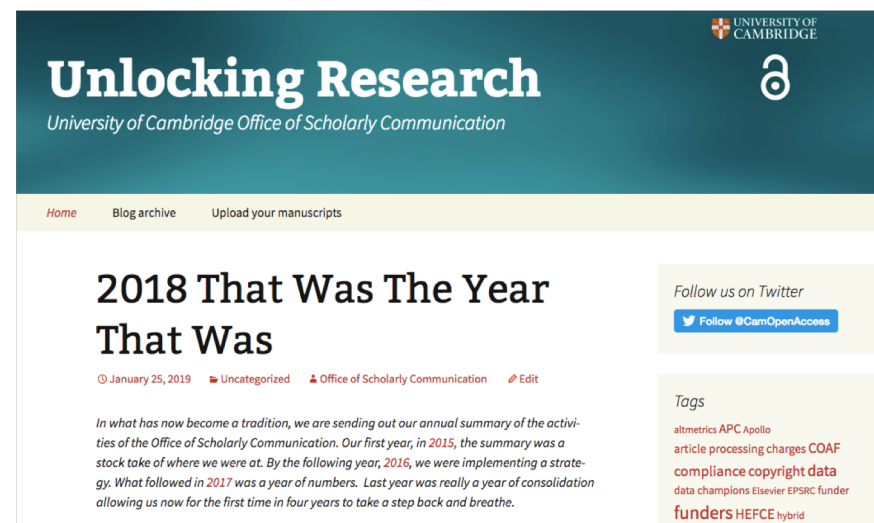 UNIVERSITY OF
CAMBRIDGE
Unlocking Research
University of Cambridge Office of Scholarly Communication
Home
Blog archive
Upload your manuscripts
2018 That Was The Year
That Was
January 25, 2019
Uncategorized
Office of Scholarly Communication
Edit
In what has now become a tradition, we are sending out our annual summary of the activi-
ties of the Office of Scholarly Communication. Our first year, in 2015, the summary was a
stock take of where we were at. By the following year, 2016, we were implementing a strate-
gy. What followed in 2017 was a year of numbers.  Last year was really a year of consolidation
allowing us now for the first time in four years to take a step back and breathe.
Follow us on Twitter
Follow @CamOpenAccess
Tags
altmetrics APC Apollo
article processing charges COAF
compliance copyright data
data champions Elsevier EPSRC funder
funders HEFCE hybrid